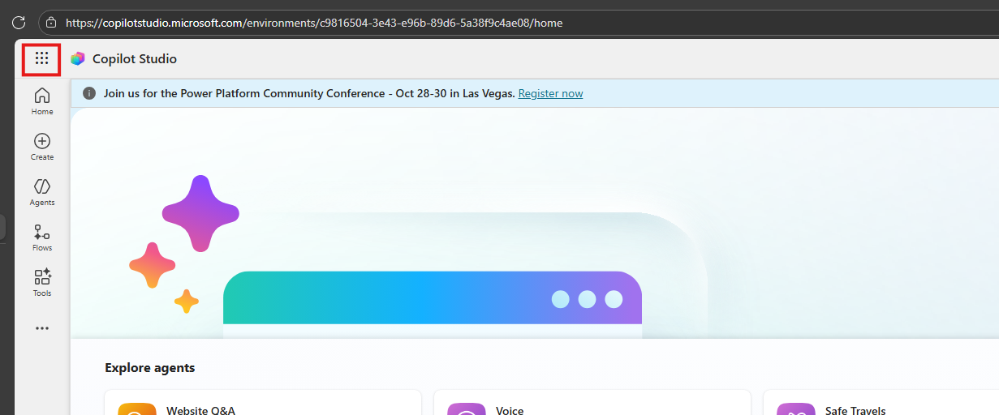 https://copilotstudio.microsoft.com/environments/c9816504-3e43-e96b-89d6-5a38f9c4ae08/home
Copilot Studio
Join us for the Power Platform Community Conference - Oct 28-30 in Las Vegas. Register now
Home
Create
Agents
Flows
Tools
Explore agents
Website Q&A
Voice
Safe Travels